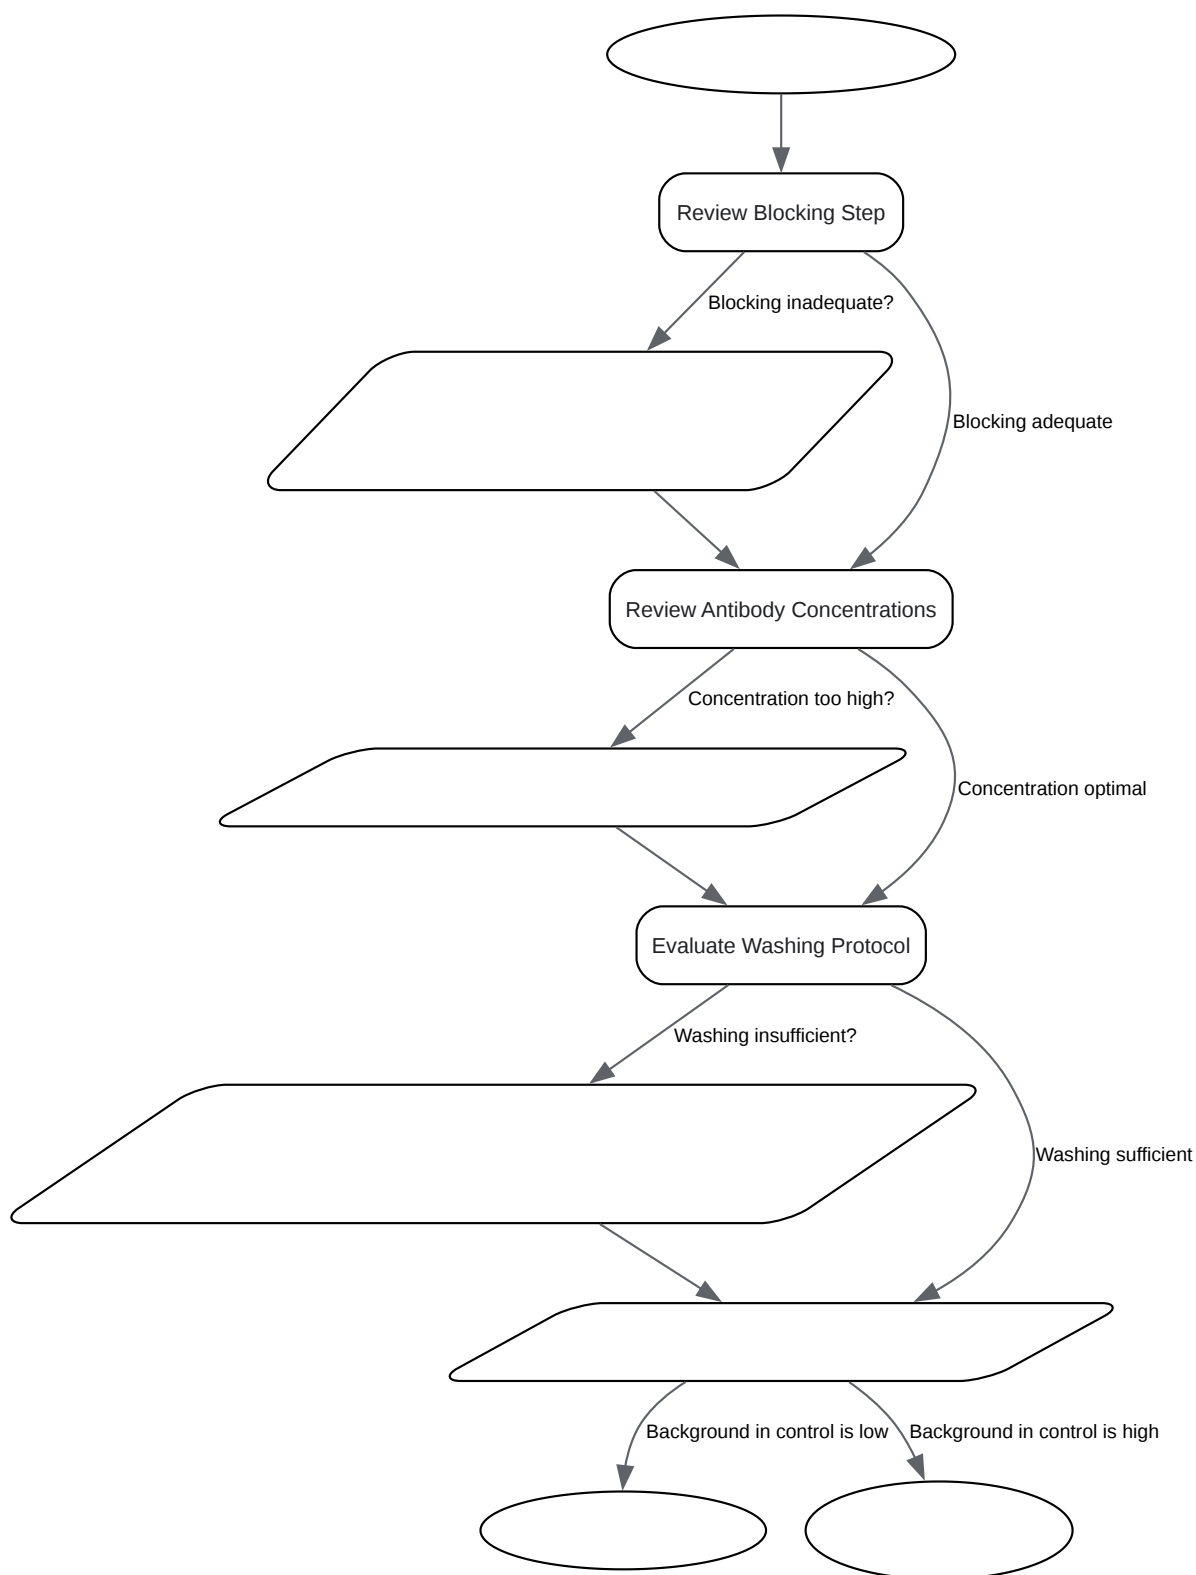 Review Blocking Step
Blocking inadequate?
Blocking adequate
Review Antibody Concentrations
Concentration too high?
Concentration optimal
Evaluate Washing Protocol
Washing insufficient?
Washing sufficient
Background in control is low
Background in control is high